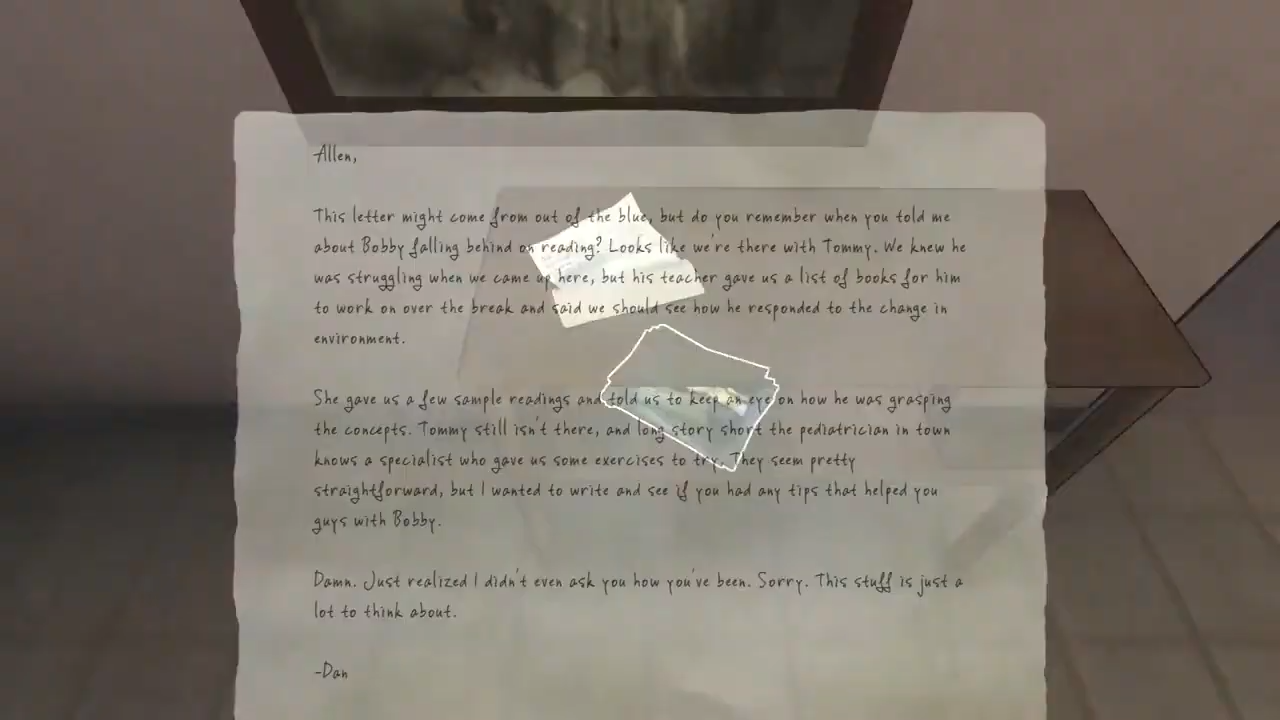 Allen,
This letter might come from out of the blue, but do you remember when you told me
about Bobby falling behind on reading? Looks like we're there with Tommy. We knew he
was struggling when we came up here, but his teacher gave us a list of books for him
to work on over the break and said we should see how he responded to the change in
environment.
She gave us a few sample readings and told us to keep an eye on how he was grasping
the concepts. Tommy still isn't there, and long story short the pediatrician in town
knows a specialist who gave us some exercises to try. They seem pretty
straightforward, but I wanted to write and see if you had any tips that helped you
guys with Bobby.
Damn. Just realized I didn't even ask you how you've been. Sorry. This stuff is just a
lot to think about.
-Dan